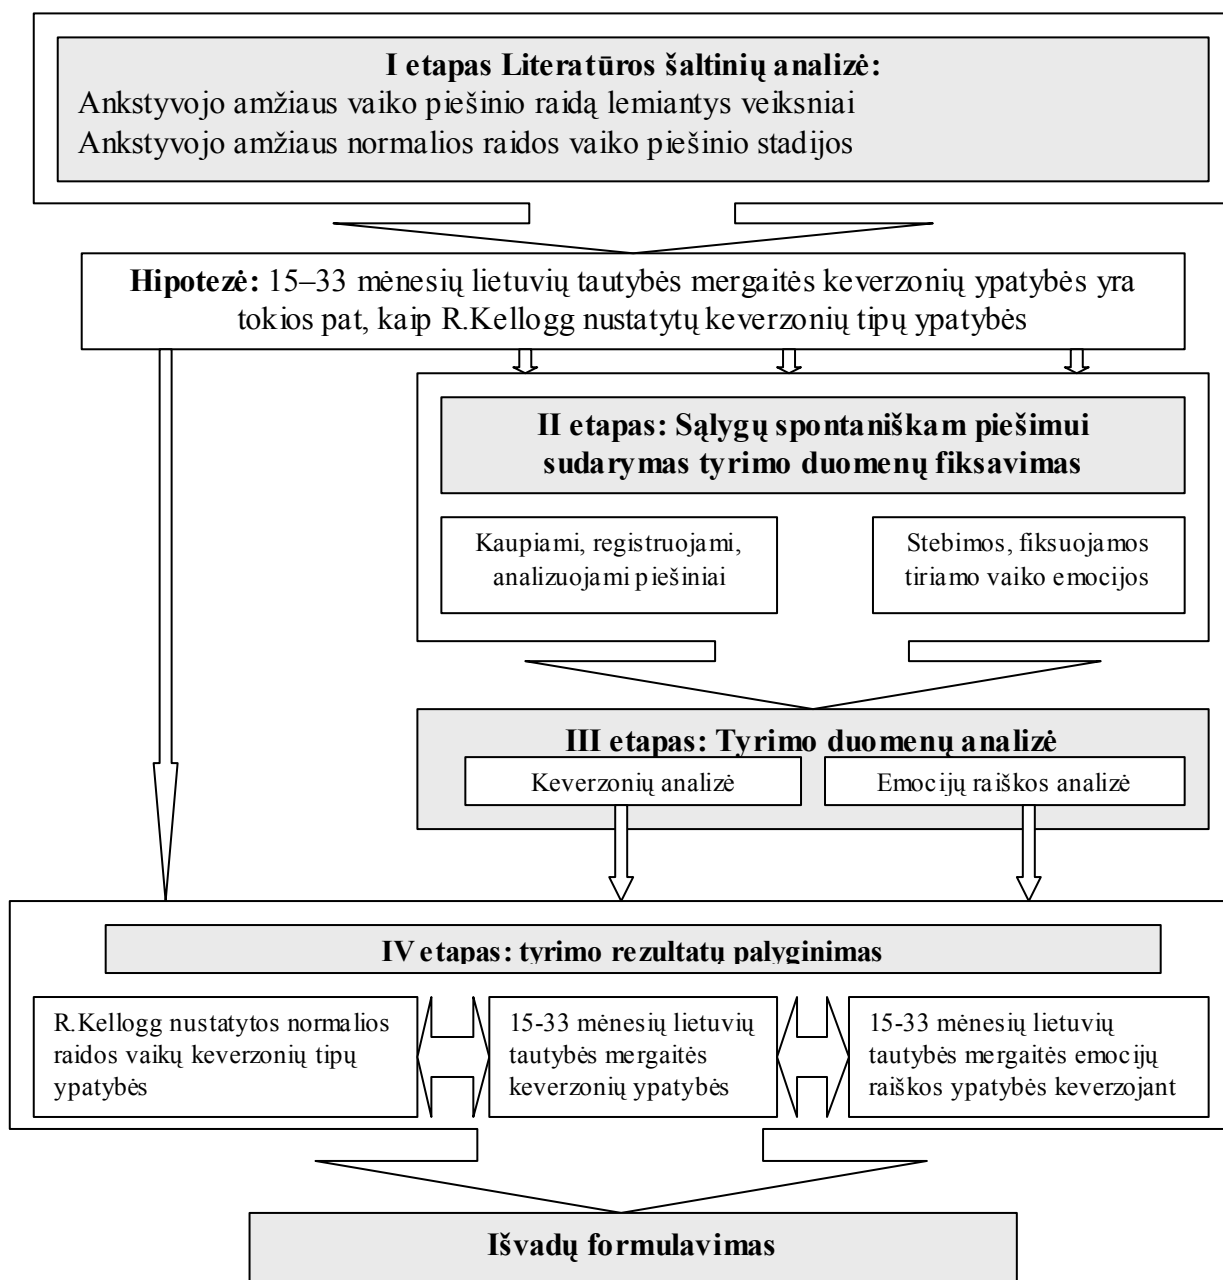 I etapas Literatūros šaltinių analizė:
Ankstyvojo amžiaus vaiko piešinio raidą lemiantys veiksniai
Ankstyvojo amžiaus normalios raidos vaiko piešinio stadijos
Hipotezė: 15–33 mėnesių lietuvių tautybės mergaitės keverzonių ypatybės yra
tokios pat, kaip R.Kellogg nustatytų keverzonių tipų ypatybės
II etapas: Sąlygų spontaniškam piešimui
sudarymas tyrimo duomenų fiksavimas
Kaupiami, registruojami,
analizuojami piešiniai
Stebimos, fiksuojamos
tiriamo vaiko emocijos
III etapas: Tyrimo duomenų analizė
Keverzonių analizė
Emocijų raiškos analizė
IV etapas: tyrimo rezultatų palyginimas
R.Kellogg nustatytos normalios
raidos vaikų keverzonių tipų
ypatybės
15-33 mėnesių lietuvių
tautybės mergaitės
keverzonių ypatybės
15-33 mėnesių lietuvių
tautybės mergaitės emocijų
raiškos ypatybės keverzojant
Išvadų formulavimas